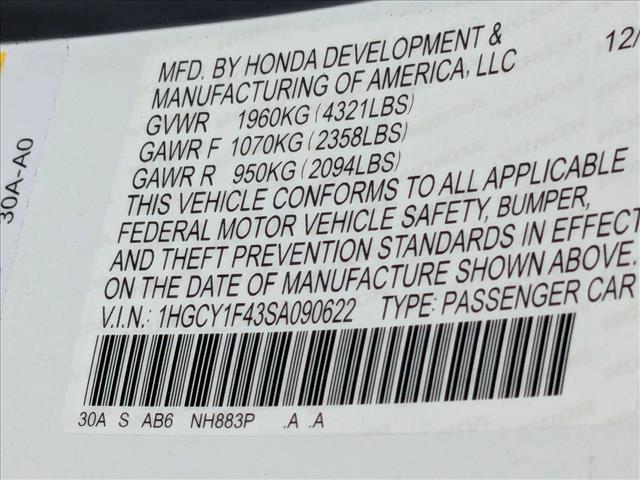 MFD. BY HONDA DEVELOPMENT & 12/
MANUFACTURING OF AMERICA, LLC
GVWR 1960KG (4321LBS)
GAWR F 1070KG (2358LBS)
GAWR R 950KG (2094LBS)
THIS VEHICLE CONFORMS TO ALL APPLICABLE
FEDERAL MOTOR VEHICLE SAFETY, BUMPER,
AND THEFT PREVENTION STANDARDS IN EFFECT
ON THE DATE OF MANUFACTURE SHOWN ABOVE.
V.I.N.: 1HGCY1F43SA090622 TYPE: PASSENGER CAR
30A S AB6 NH883P .A .A
30A-A0